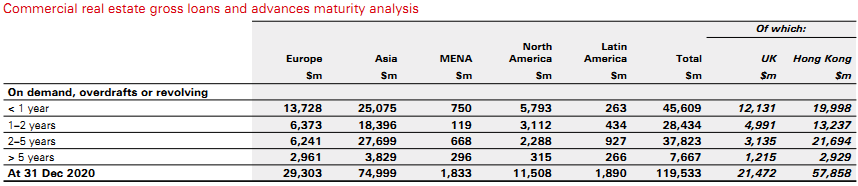 Commercial real estate gross loans and advances maturity analysis
Of which:
Europe Asia MENA North America Latin America Total UK Hong Kong
$m $m $m $m $m $m $m $m
On demand, overdrafts or revolving
< 1 year 13,728 25,075 750 5,793 263 45,609 12,131 19,998
1–2 years 6,373 18,396 119 3,112 434 28,434 4,991 13,237
2–5 years 6,241 27,699 668 2,288 927 37,823 3,135 21,694
> 5 years 2,961 3,829 296 315 266 7,667 1,215 2,929
At 31 Dec 2020 29,303 74,999 1,833 11,508 1,890 119,533 21,472 57,858